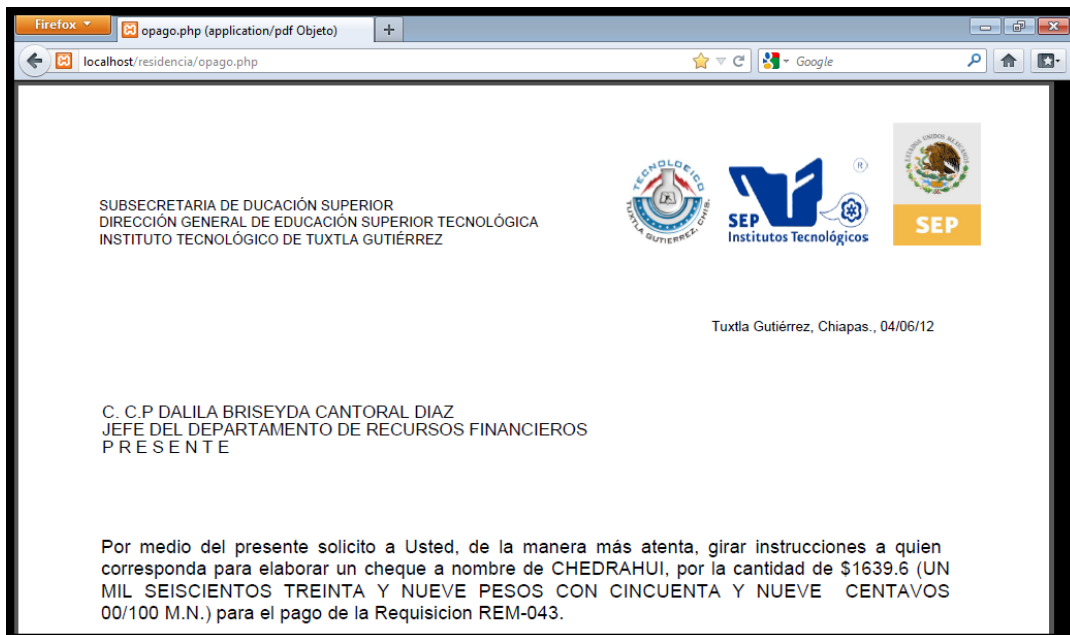 Firefox
opago.php (application/pdf Objeto)
localhost/residencia/opago.php
Google
TECNOLOGICO
TUXTLA GUTIERREZ, CHIS.
SEP
Institutos Tecnológicos
®
ESTADOS UNIDOS MEXICANOS
SEP
SUBSECRETARIA DE DUCACIÓN SUPERIOR
DIRECCIÓN GENERAL DE EDUCACIÓN SUPERIOR TECNOLÓGICA
INSTITUTO TECNOLÓGICO DE TUXTLA GUTIÉRREZ
Tuxtla Gutiérrez, Chiapas., 04/06/12
C. C.P DALILA BRISEYDA CANTORAL DIAZ
JEFE DEL DEPARTAMENTO DE RECURSOS FINANCIEROS
P R E S E N T E
Por medio del presente solicito a Usted, de la manera más atenta, girar instrucciones a quien
corresponda para elaborar un cheque a nombre de CHEDRAHUI, por la cantidad de $1639.6 (UN
MIL SEISCIENTOS TREINTA Y NUEVE PESOS CON CINCUENTA Y NUEVE CENTAVOS
00/100 M.N.) para el pago de la Requisicion REM-043.